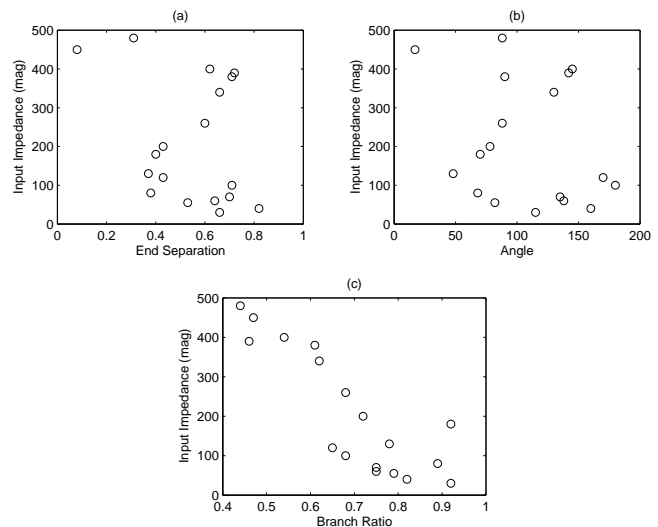 (a)
500
400
300
200
100
0
0 0.2 0.4 0.6 0.8 1
Input Impedance (mag)
End Separation
(b)
500
400
300
200
100
0
0 50 100 150 200
Input Impedance (mag)
Angle
(c)
500
400
300
200
100
0
0.4 0.5 0.6 0.7 0.8 0.9 1
Input Impedance (mag)
Branch Ratio